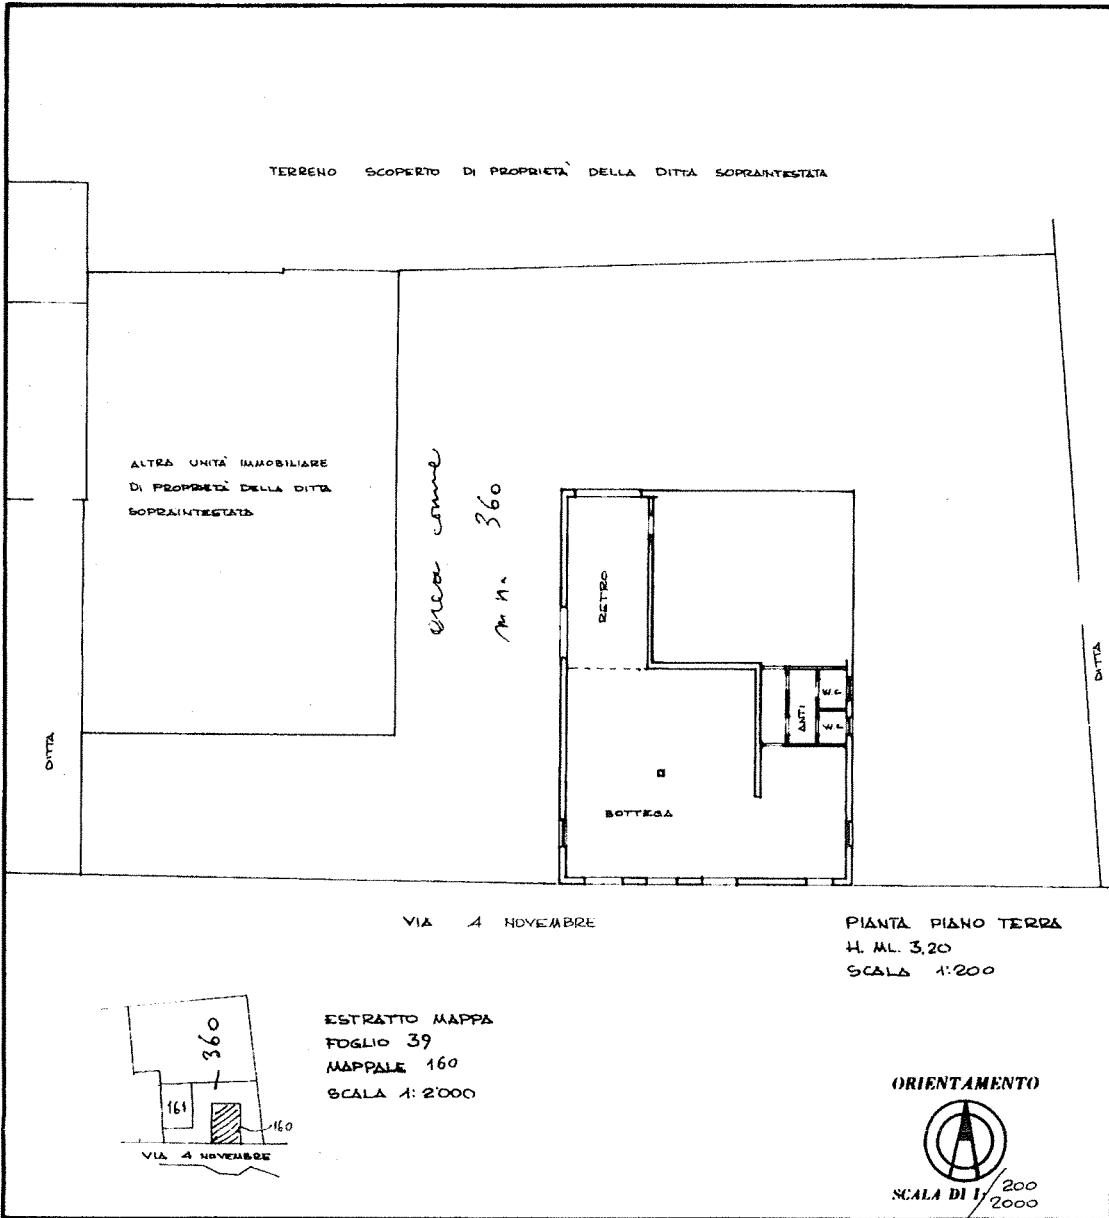 TERRENO SCOPERTO DI PROPRIETÀ DELLA DITTA SOPRAINTESTATA
ALTRA UNITÀ IMMOBILIARE
DI PROPRIETÀ DELLA DITTA
SOPRAINTESTATA
area comune
m n. 360
RETRO
ANTI
W.C.
W.C.
BOTTEGA
DITTA
DITTA
VIA 4 NOVEMBRE
PIANTA PIANO TERRA
H. ML. 3,20
SCALA 1:200
360
161
160
VIA 4 NOVEMBRE
ESTRATTO MAPPA
FOGLIO 39
MAPPALE 160
SCALA 1:2'000
ORIENTAMENTO
SCALA DI 1: 200
2000